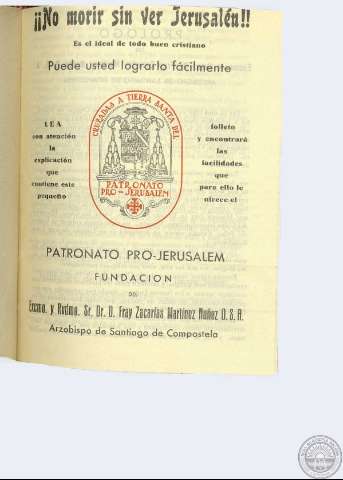 ¡¡No morir sin ver Jerusalén!!
Es el ideal de todo buen cristiano
Puede usted lograrlo fácilmente
LEA
con atención
la
explicación
que
contiene este
pequeño
CRUZADAS A TIERRA SANTA DEL
PATRONATO
PRO-JERUSALEN
folleto
y encontrará
las
facilidades
que
para ello le
ofrece el
PATRONATO PRO-JERUSALEM
FUNDACION
DEL
Excmo. y Rvdmo. Sr. Dr. D. Fray Zacarías Martínez Núñez O. S. A.
Arzobispo de Santiago de Compostela